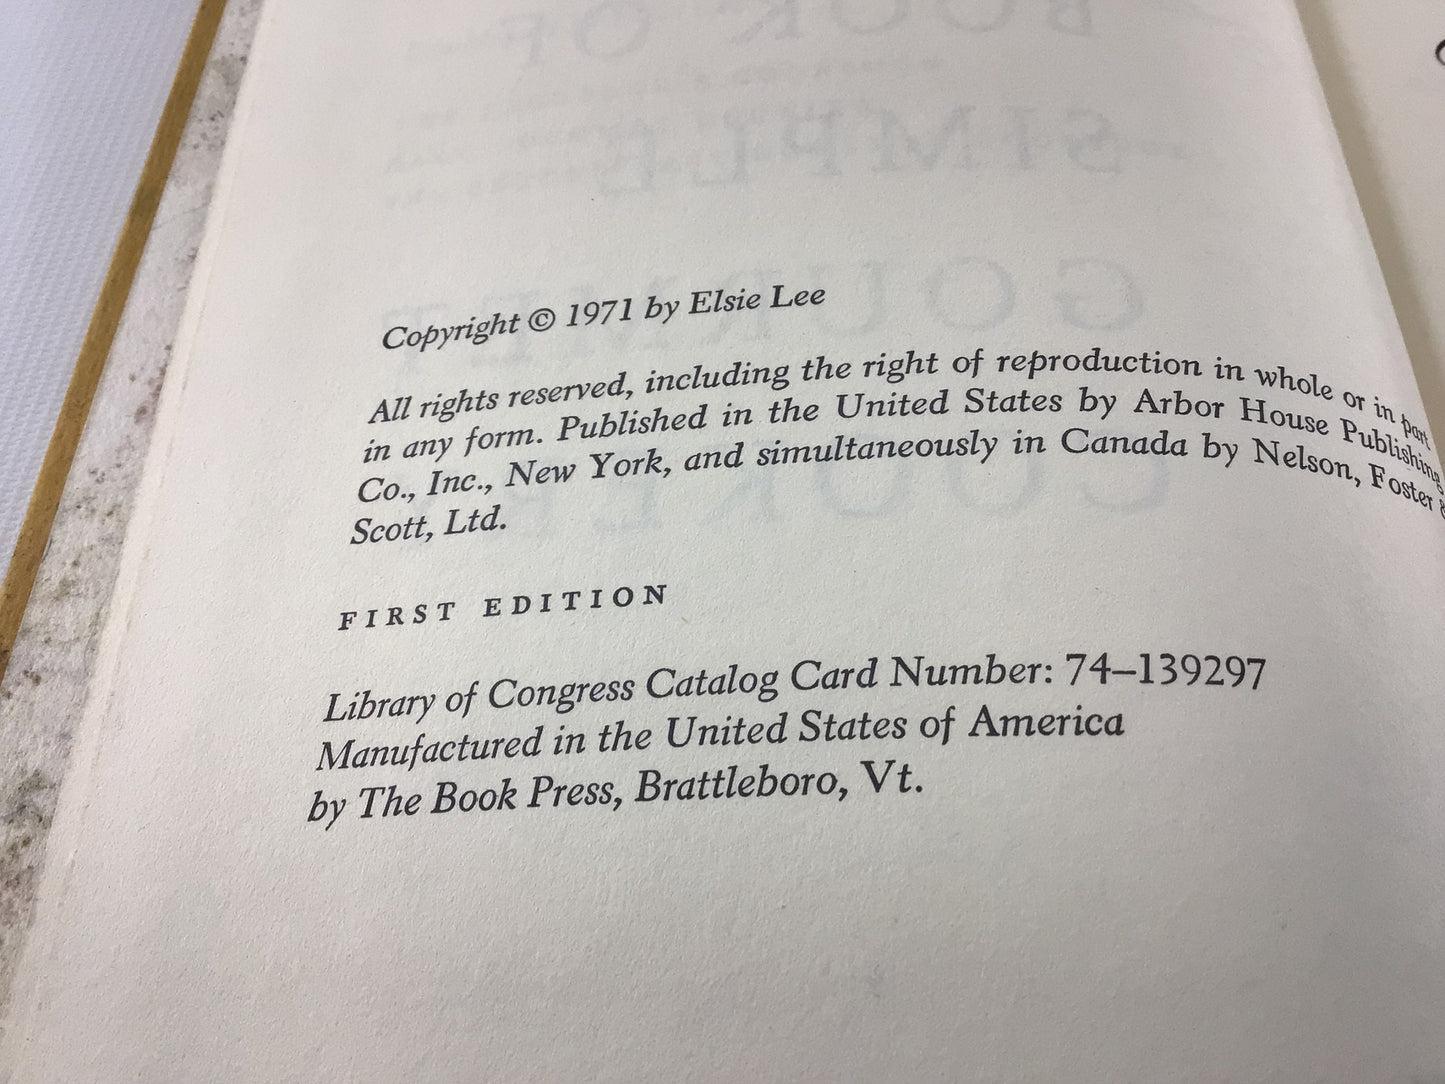 Copyright © 1971 by Elsie Lee
All rights reserved, including the right of reproduction in whole or in part
in any form. Published in the United States by Arbor House Publishing
Co., Inc., New York, and simultaneously in Canada by Nelson, Foster &
Scott, Ltd.
FIRST EDITION
Library of Congress Catalog Card Number: 74–139297
Manufactured in the United States of America
by The Book Press, Brattleboro, Vt.